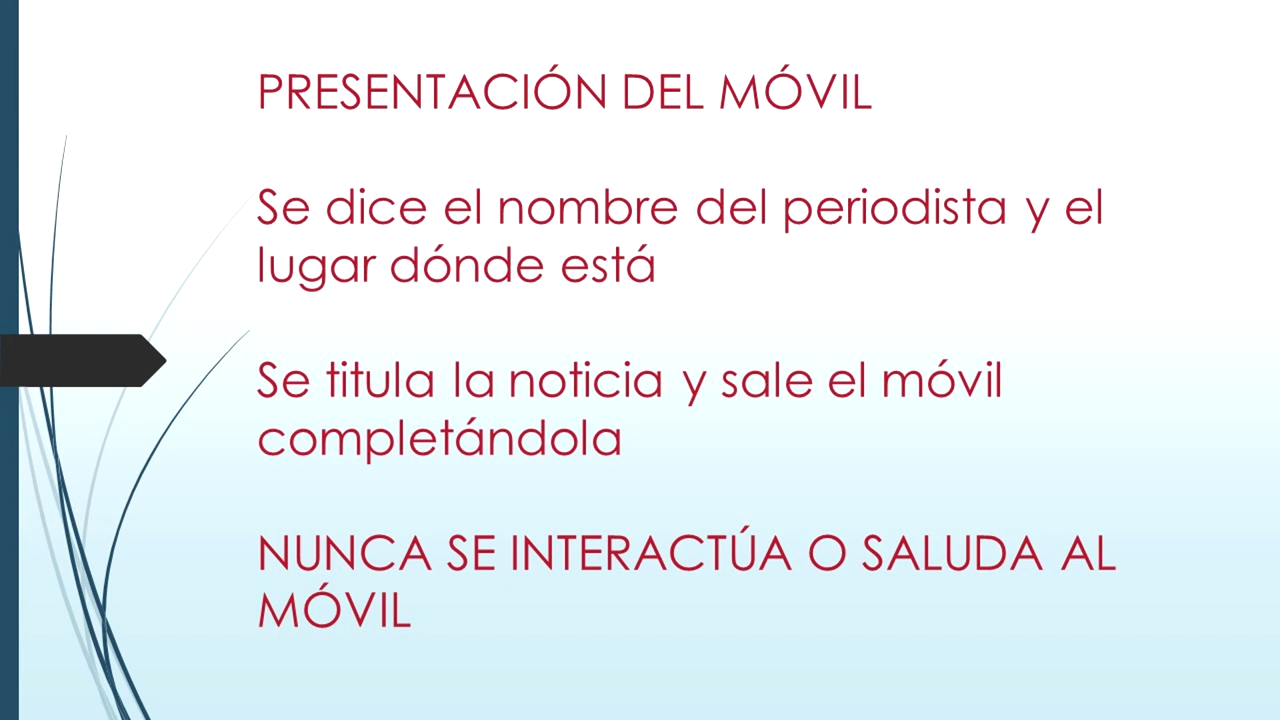 PRESENTACIÓN DEL MÓVIL
Se dice el nombre del periodista y el
lugar dónde está
Se titula la noticia y sale el móvil
completándola
NUNCA SE INTERACTÚA O SALUDA AL
MÓVIL